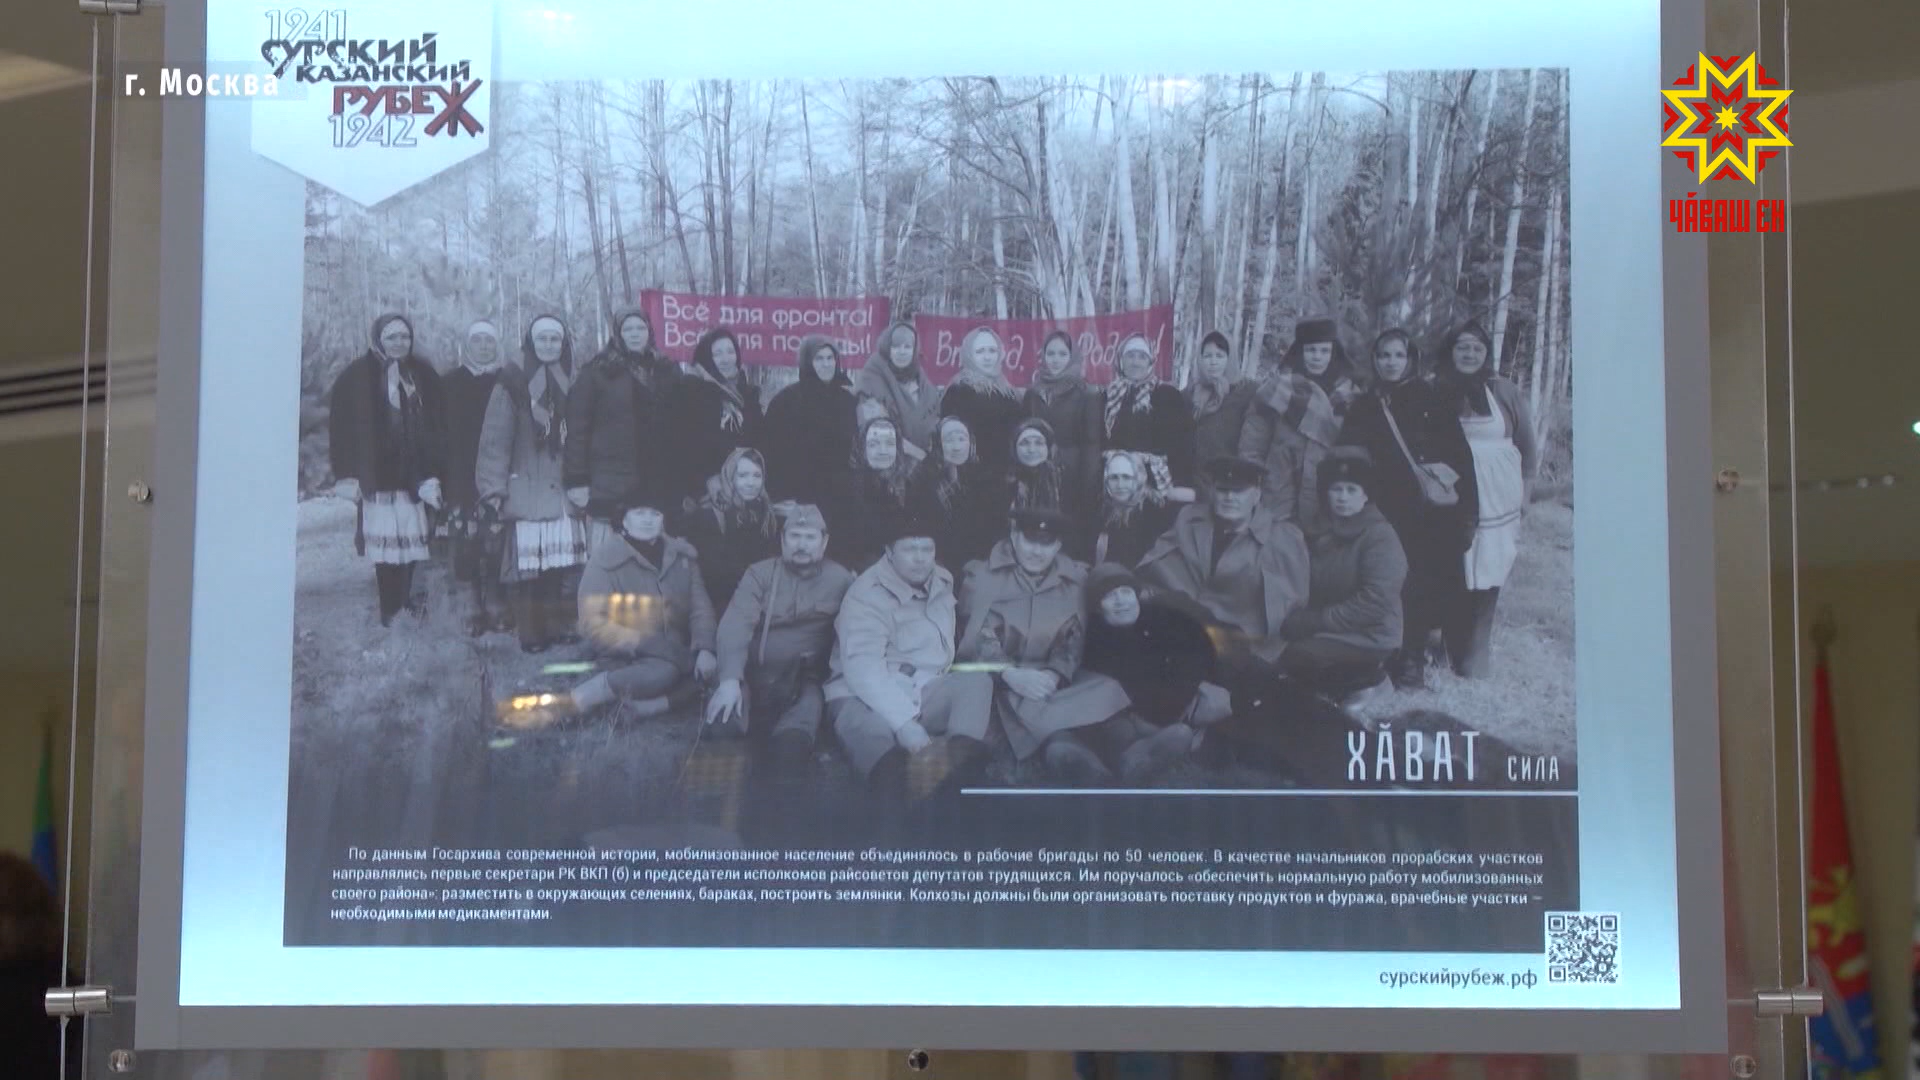 1941
СУРСКИЙ
КАЗАНСКИЙ
РУБЕЖ
1942
г. Москва
ЧӐВАШ ЕН
Всё для фронта!
Всё для победы!
Вперёд, за Родину!
ХӐВАТ СИЛА
По данным Госархива современной истории, мобилизованное население объединялось в рабочие бригады по 50 человек. В качестве начальников прорабских участков
направлялись первые секретари РК ВКП (б) и председатели исполкомов райсоветов депутатов трудящихся. Им поручалось «обеспечить нормальную работу мобилизованных
своего района»: разместить в окружающих селениях, бараках, построить землянки. Колхозы должны были организовать поставку продуктов и фуража, врачебные участки –
необходимыми медикаментами.
сурскийрубеж.рф